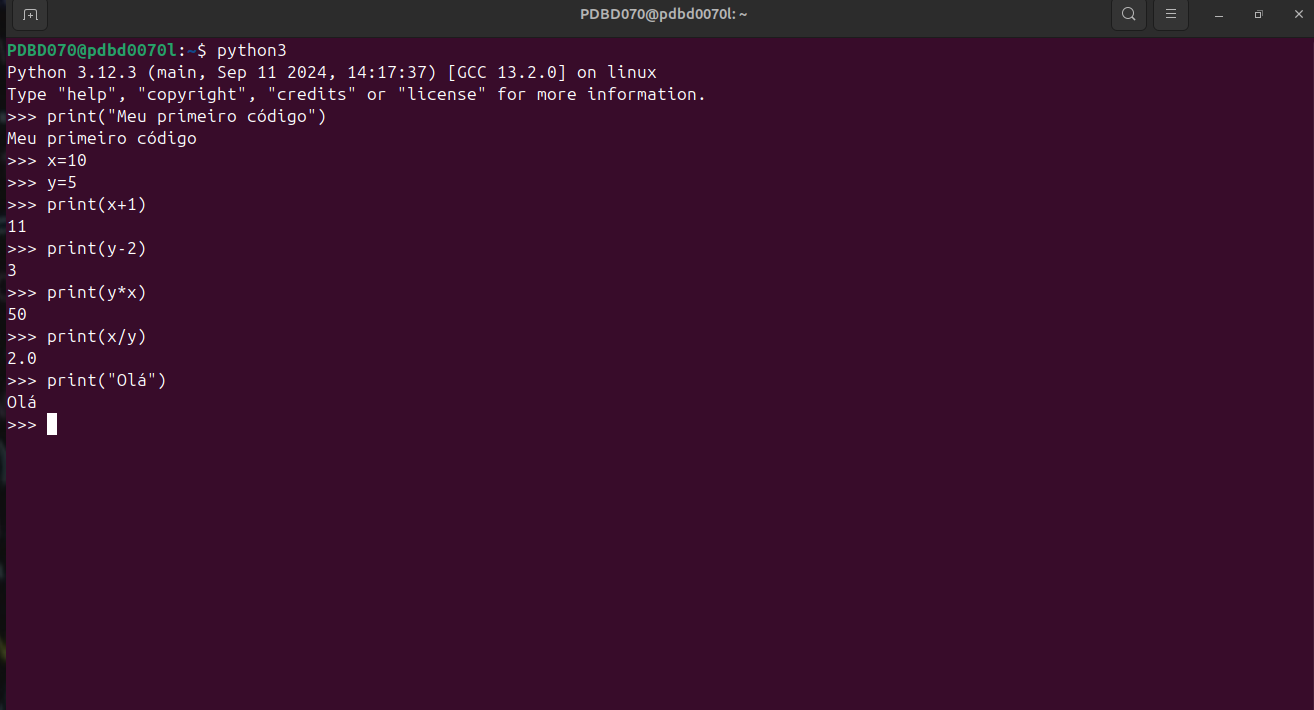 PDBD070@pdbd0070l: ~
PDBD070@pdbd0070l:~$ python3
Python 3.12.3 (main, Sep 11 2024, 14:17:37) [GCC 13.2.0] on linux
Type "help", "copyright", "credits" or "license" for more information.
>>> print("Meu primeiro código")
Meu primeiro código
>>> x=10
>>> y=5
>>> print(x+1)
11
>>> print(y-2)
3
>>> print(y*x)
50
>>> print(x/y)
2.0
>>> print("Olá")
Olá
>>>